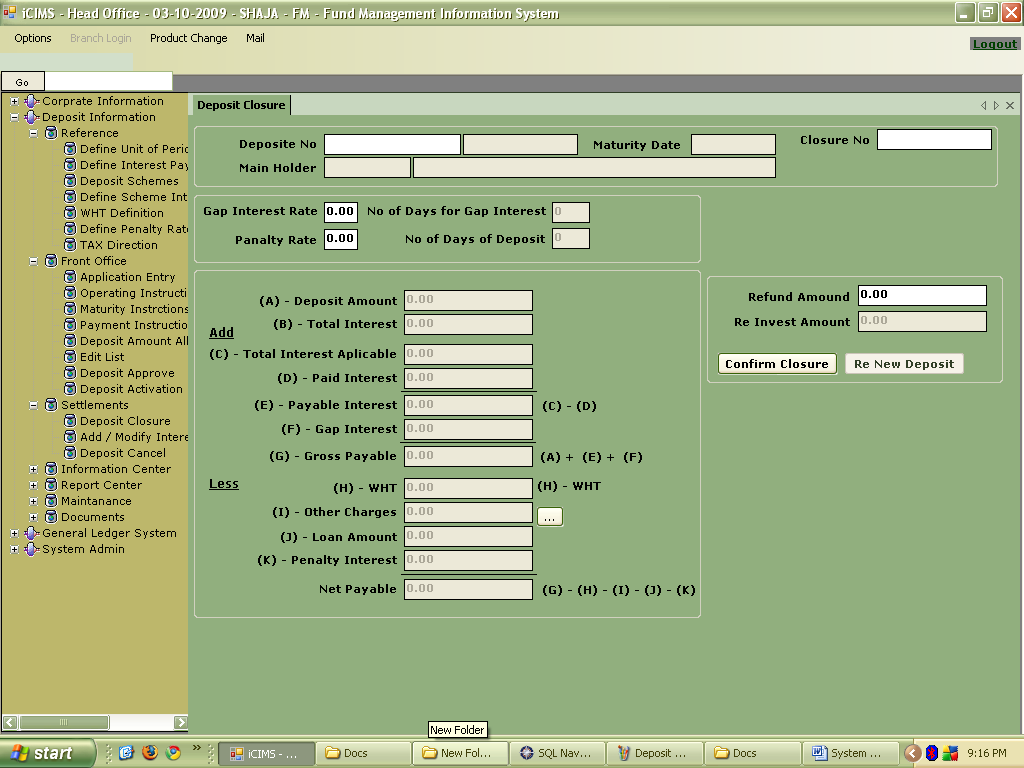 iCIMS - Head Office - 03-10-2009 - SHAJA - FM - Fund Management Information System
Options Branch Login Product Change Mail
Logout
Go
Corprate Information
Deposit Information
Reference
Define Unit of Peric
Define Interest Pay
Deposit Schemes
Define Scheme Int
WHT Definition
Define Penalty Rate
TAX Direction
Front Office
Application Entry
Operating Instructi
Maturity Instrctions
Payment Instructio
Deposit Amount All
Edit List
Deposit Approve
Deposit Activation
Settlements
Deposit Closure
Add / Modify Intere
Deposit Cancel
Information Center
Report Center
Maintanance
Documents
General Ledger System
System Admin
Deposit Closure
Deposite No Maturity Date Closure No
Main Holder
Gap Interest Rate 0.00 No of Days for Gap Interest 0
Panalty Rate 0.00 No of Days of Deposit 0
(A) - Deposit Amount 0.00
(B) - Total Interest 0.00
Add
(C) - Total Interest Aplicable 0.00
(D) - Paid Interest 0.00
(E) - Payable Interest 0.00 (C) - (D)
(F) - Gap Interest 0.00
(G) - Gross Payable 0.00 (A) + (E) + (F)
Less
(H) - WHT 0.00 (H) - WHT
(I) - Other Charges 0.00 ...
(J) - Loan Amount 0.00
(K) - Penalty Interest 0.00
Net Payable 0.00 (G) - (H) - (I) - (J) - (K)
Refund Amount 0.00
Re Invest Amount 0.00
Confirm Closure Re New Deposit
New Folder
start iCIMS - ... Docs New Fol... SQL Nav... Deposit ... Docs System ... 9:16 PM